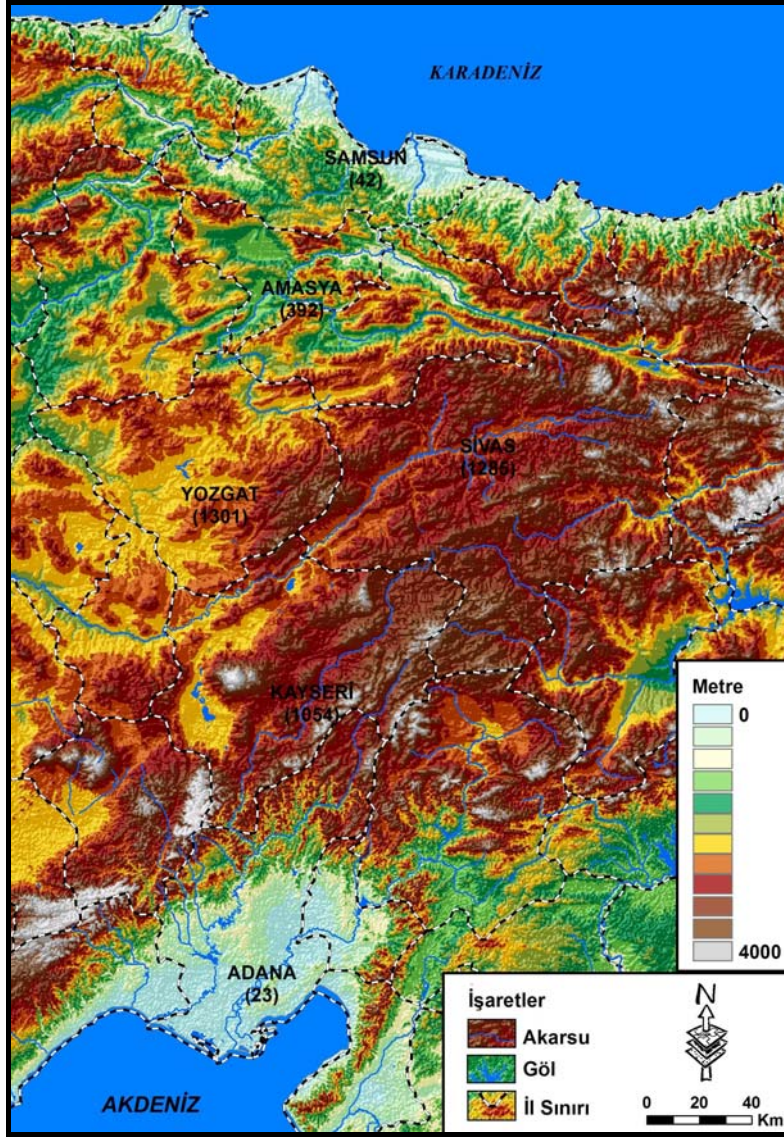 KARADENİZ
SAMSUN
(42)
AMASYA
(392)
SİVAS
(1285)
YOZGAT
(1301)
KAYSERİ
(1054)
ADANA
(23)
AKDENİZ
Metre
0
4000
İşaretler
Akarsu
Göl
İl Sınırı
N
0 20 40
Km